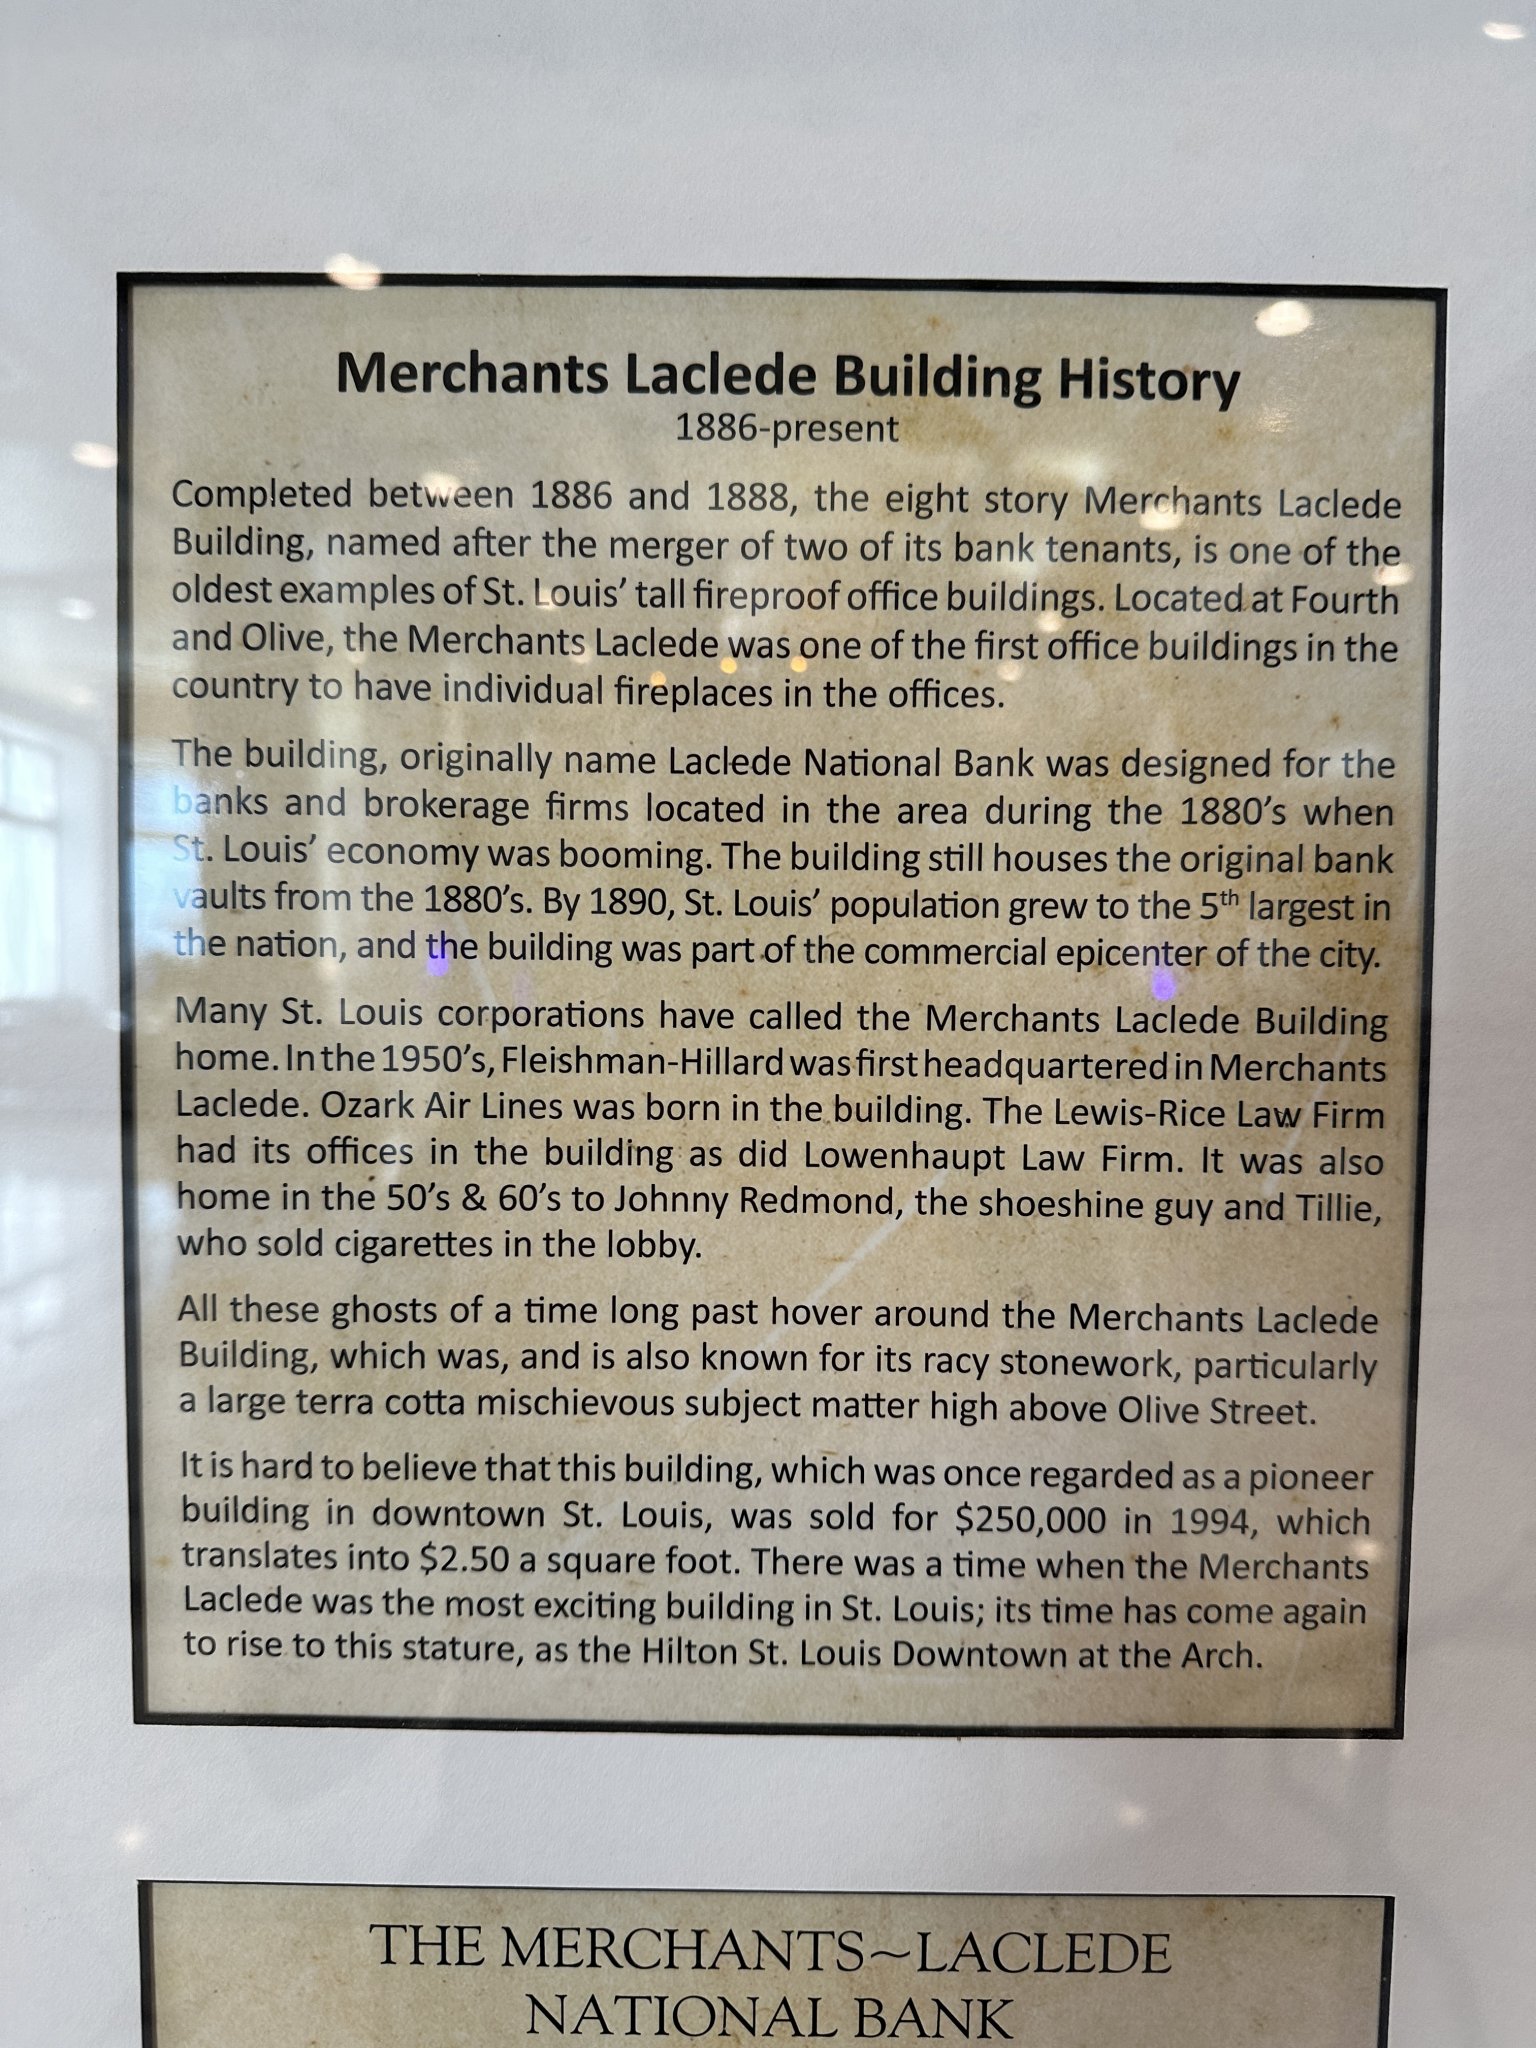 Merchants Laclede Building History
1886-present
Completed between 1886 and 1888, the eight story Merchants Laclede
Building, named after the merger of two of its bank tenants, is one of the
oldest examples of St. Louis' tall fireproof office buildings. Located at Fourth
and Olive, the Merchants Laclede was one of the first office buildings in the
country to have individual fireplaces in the offices.
The building, originally name Laclede National Bank was designed for the
banks and brokerage firms located in the area during the 1880's when
St. Louis' economy was booming. The building still houses the original bank
vaults from the 1880's. By 1890, St. Louis' population grew to the 5th largest in
the nation, and the building was part of the commercial epicenter of the city.
Many St. Louis corporations have called the Merchants Laclede Building
home. In the 1950's, Fleishman-Hillard was first headquartered in Merchants
Laclede. Ozark Air Lines was born in the building. The Lewis-Rice Law Firm
had its offices in the building as did Lowenhaupt Law Firm. It was also
home in the 50's & 60's to Johnny Redmond, the shoeshine guy and Tillie,
who sold cigarettes in the lobby.
All these ghosts of a time long past hover around the Merchants Laclede
Building, which was, and is also known for its racy stonework, particularly
a large terra cotta mischievous subject matter high above Olive Street.
It is hard to believe that this building, which was once regarded as a pioneer
building in downtown St. Louis, was sold for $250,000 in 1994, which
translates into $2.50 a square foot. There was a time when the Merchants
Laclede was the most exciting building in St. Louis; its time has come again
to rise to this stature, as the Hilton St. Louis Downtown at the Arch.
THE MERCHANTS~LACLEDE
NATIONAL BANK